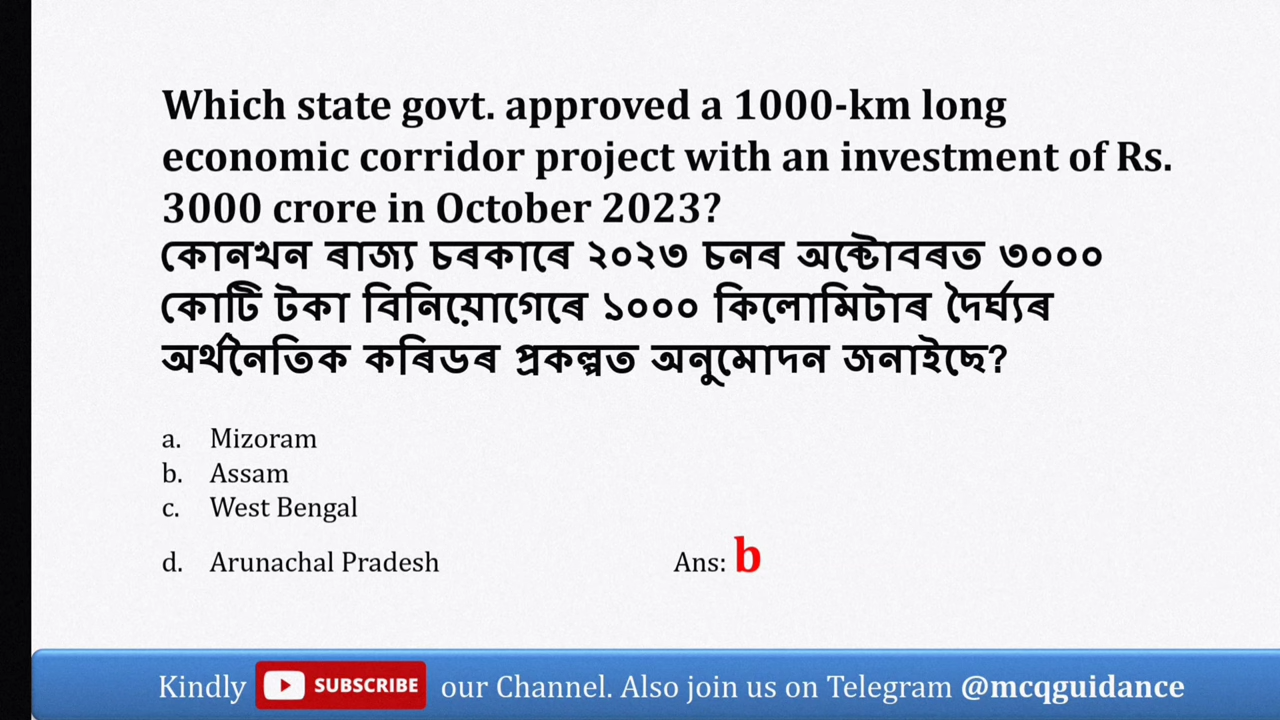 Which state govt. approved a 1000-km long
economic corridor project with an investment of Rs.
3000 crore in October 2023?
কোনখন ৰাজ্য চৰকাৰে ২০২৩ চনৰ অক্টোবৰত ৩০০০
কোটি টকা বিনিয়োগেৰে ১০০০ কিলোমিটাৰ দৈৰ্ঘ্যৰ
অৰ্থনৈতিক কৰিডৰ প্ৰকল্পত অনুমোদন জনাইছে?
a. Mizoram
b. Assam
c. West Bengal
d. Arunachal Pradesh Ans: b
Kindly SUBSCRIBE our Channel. Also join us on Telegram @mcqguidance